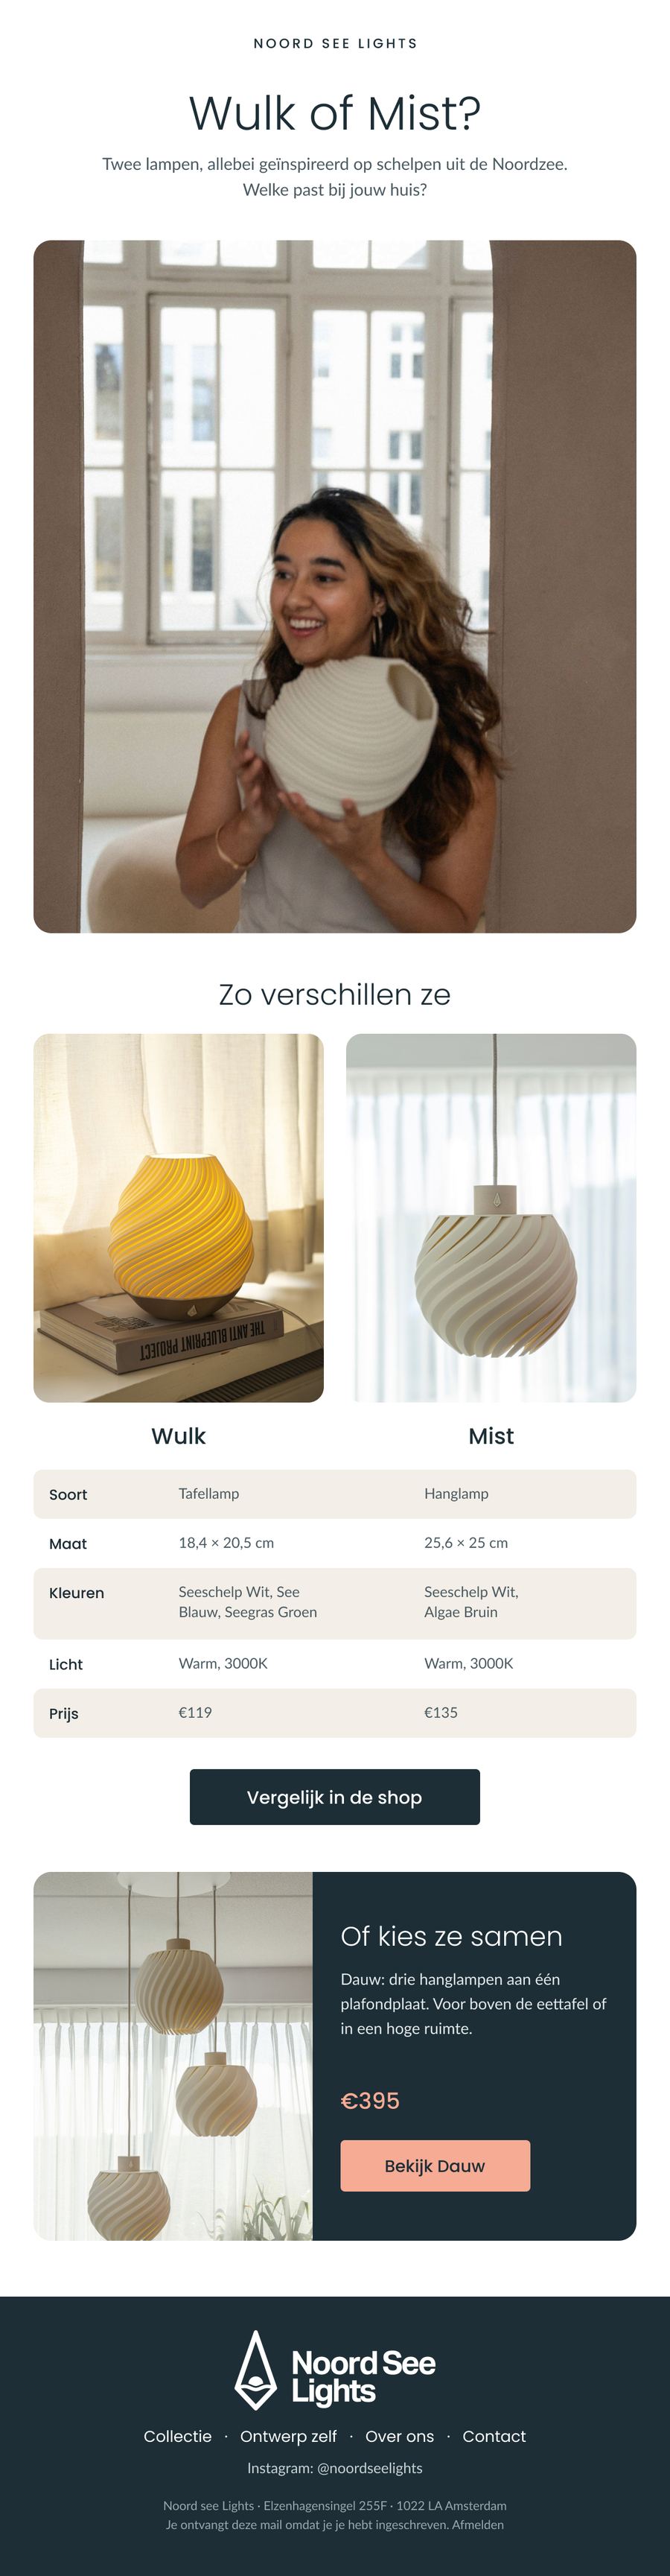 NOORD SEE LIGHTS
Wulk of Mist?
Twee lampen, allebei geïnspireerd op schelpen uit de Noordzee.
Welke past bij jouw huis?
Zo verschillen ze
THE ANTI BLUEPRINT PROJECT
Wulk Mist
Soort Tafellamp Hanglamp
Maat 18,4 × 20,5 cm 25,6 × 25 cm
Kleuren Seeschelp Wit, See Seeschelp Wit,
Blauw, Seegras Groen Algae Bruin
Licht Warm, 3000K Warm, 3000K
Prijs €119 €135
Vergelijk in de shop
Of kies ze samen
Dauw: drie hanglampen aan één
plafondplaat. Voor boven de eettafel of
in een hoge ruimte.
€395
Bekijk Dauw
Noord See
Lights
Collectie · Ontwerp zelf · Over ons · Contact
Instagram: @noordseelights
Noord see Lights · Elzenhagensingel 255F · 1022 LA Amsterdam
Je ontvangt deze mail omdat je je hebt ingeschreven. Afmelden